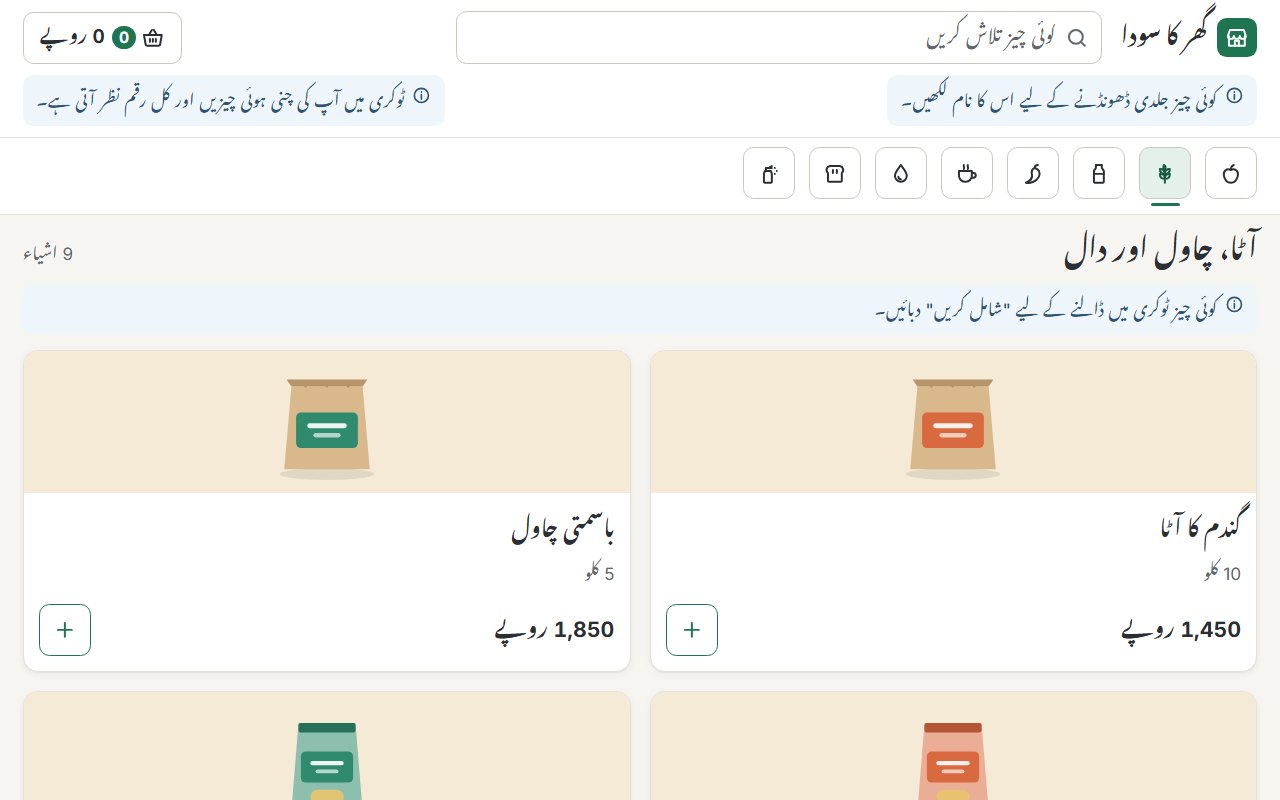 گھر کا سودا
کوئی چیز تلاش کریں
0 0 روپے
کوئی چیز جلدی ڈھونڈنے کے لیے اس کا نام لکھیں۔
ٹوکری میں آپ کی چنی ہوئی چیزیں اور کل رقم نظر آتی ہے۔
آٹا، چاول اور دال
9 اشیاء
کوئی چیز ٹوکری میں ڈالنے کے لیے "شامل کریں" دبائیں۔
گندم کا آٹا
10 کلو
1,450 روپے
باسمتی چاول
5 کلو
1,850 روپے